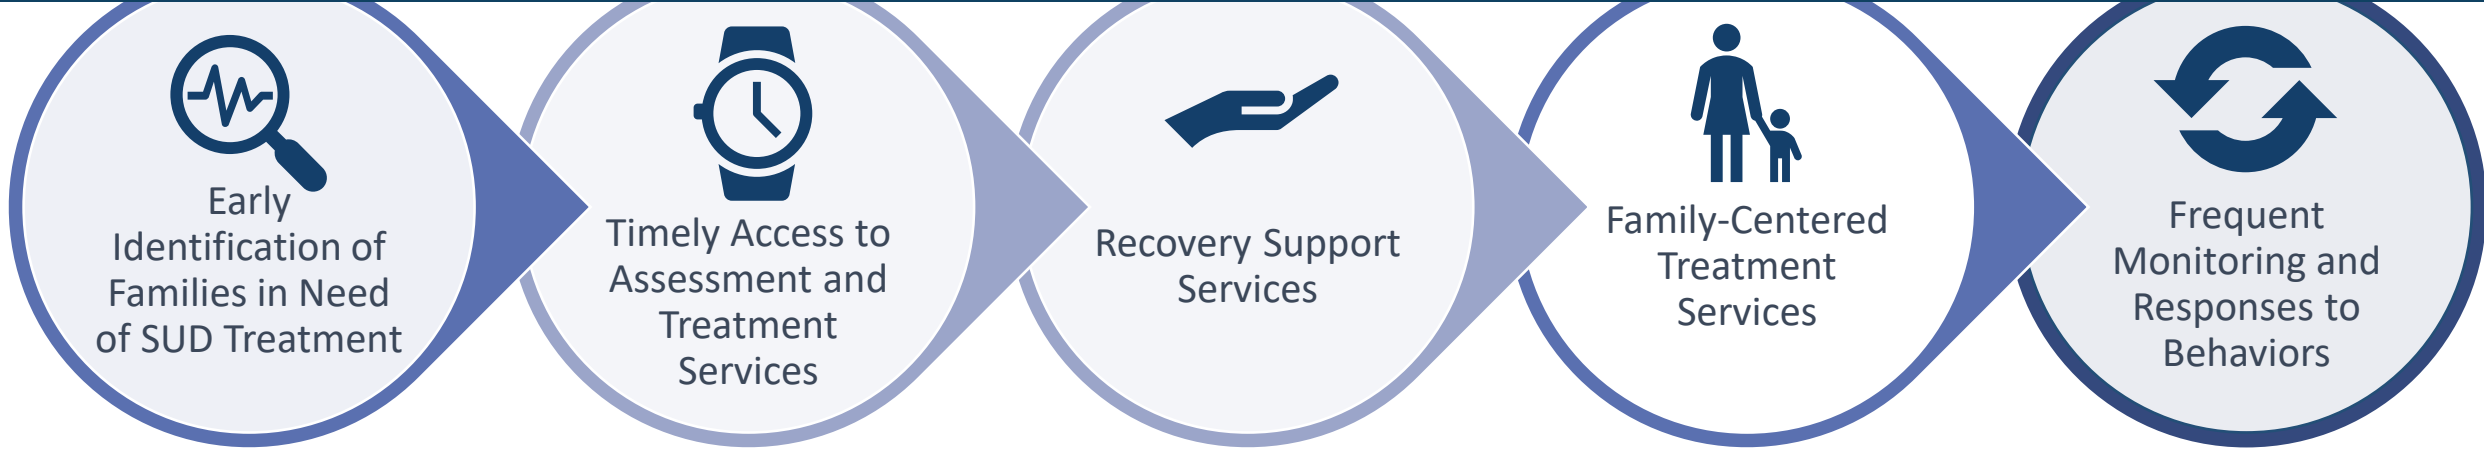 Early
Identification of
Families in Need
of SUD Treatment
Timely Access to
Assessment and
Treatment
Services
Recovery Support
Services
Family-Centered
Treatment
Services
Frequent
Monitoring and
Responses to
Behaviors